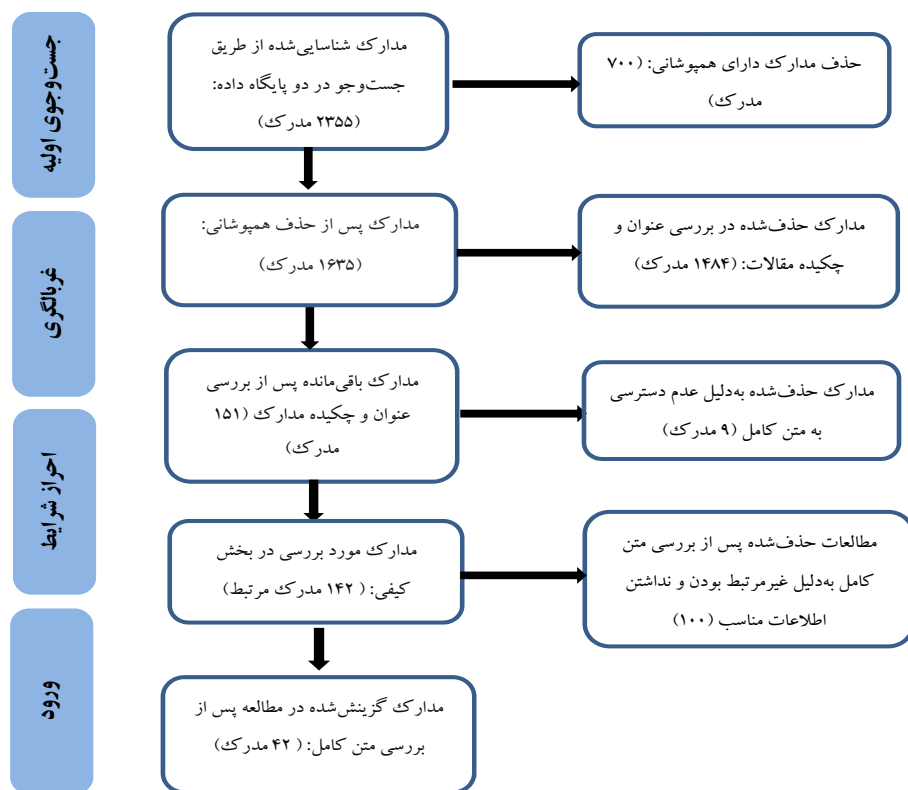 جست‌وجوی اولیه
مدارک شناسایی‌شده از طریق
جست‌وجو در دو پایگاه داده:
(۲۳۵۵ مدرک)
حذف مدارک دارای همپوشانی: (۷۰۰
مدرک)
غربالگری
مدارک پس از حذف همپوشانی:
(۱۶۳۵ مدرک)
مدارک حذف‌شده در بررسی عنوان و
چکیده مقالات: (۱۴۸۴ مدرک)
مدارک باقی‌مانده پس از بررسی
عنوان و چکیده مدارک (۱۵۱
مدرک)
مدارک حذف‌شده به‌دلیل عدم دسترسی
به متن کامل (۹ مدرک)
احراز شرایط
مدارک مورد بررسی در بخش
کیفی: ( ۱۴۲ مدرک مرتبط)
مطالعات حذف‌شده پس از بررسی متن
کامل به‌دلیل غیرمرتبط بودن و نداشتن
اطلاعات مناسب (۱۰۰)
ورود
مدارک گزینش‌شده در مطالعه پس از
بررسی متن کامل: ( ۴۲ مدرک)